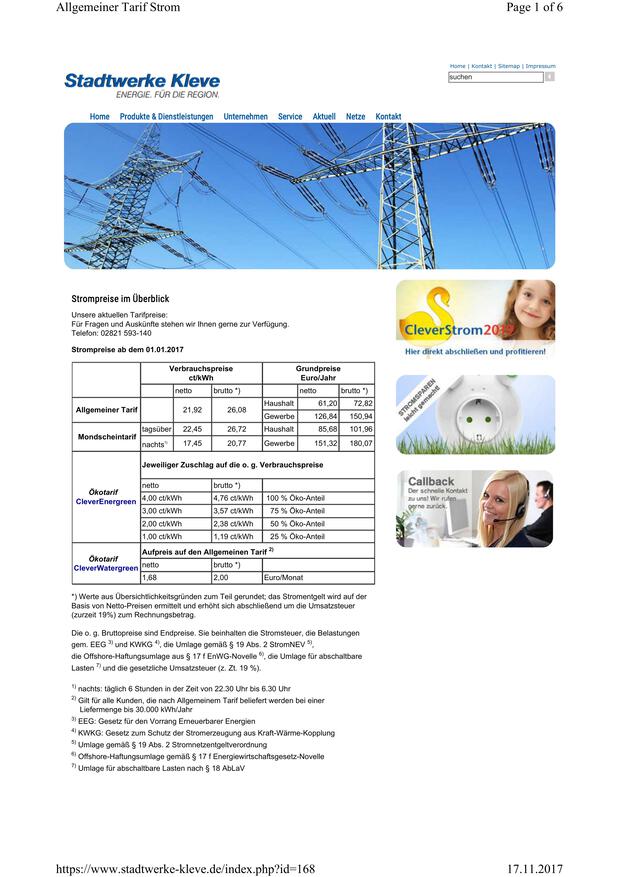 Allgemeiner Tarif Strom Page 1 of 6
Home | Kontakt | Sitemap | Impressum
suchen
Stadtwerke Kleve
ENERGIE. FÜR DIE REGION.
Home Produkte & Dienstleistungen Unternehmen Service Aktuell Netze Kontakt
Strompreise im Überblick
Unsere aktuellen Tarifpreise:
Für Fragen und Auskünfte stehen wir Ihnen gerne zur Verfügung.
Telefon: 02821 593-140
Strompreise ab dem 01.01.2017
Verbrauchspreise Grundpreise
ct/kWh Euro/Jahr
netto brutto *) netto brutto *)
Allgemeiner Tarif 21,92 26,08 Haushalt 61,20 72,82
Gewerbe 126,84 150,94
Mondscheintarif tagsüber 22,45 26,72 Haushalt 85,68 101,96
nachts1) 17,45 20,77 Gewerbe 151,32 180,07
Ökotarif
CleverEnergreen
Jeweiliger Zuschlag auf die o. g. Verbrauchspreise
netto brutto *)
4,00 ct/kWh 4,76 ct/kWh 100 % Öko-Anteil
3,00 ct/kWh 3,57 ct/kWh 75 % Öko-Anteil
2,00 ct/kWh 2,38 ct/kWh 50 % Öko-Anteil
1,00 ct/kWh 1,19 ct/kWh 25 % Öko-Anteil
Ökotarif
CleverWatergreen
Aufpreis auf den Allgemeinen Tarif 2)
netto brutto *)
1,68 2,00 Euro/Monat
*) Werte aus Übersichtlichkeitsgründen zum Teil gerundet; das Stromentgelt wird auf der
Basis von Netto-Preisen ermittelt und erhöht sich abschließend um die Umsatzsteuer
(zurzeit 19%) zum Rechnungsbetrag.
Die o. g. Bruttopreise sind Endpreise. Sie beinhalten die Stromsteuer, die Belastungen
gem. EEG 3) und KWKG 4), die Umlage gemäß § 19 Abs. 2 StromNEV 5),
die Offshore-Haftungsumlage aus § 17 f EnWG-Novelle 6), die Umlage für abschaltbare
Lasten 7) und die gesetzliche Umsatzsteuer (z. Zt. 19 %).
1) nachts: täglich 6 Stunden in der Zeit von 22.30 Uhr bis 6.30 Uhr
2) Gilt für alle Kunden, die nach Allgemeinem Tarif beliefert werden bei einer
Liefermenge bis 30.000 kWh/Jahr
3) EEG: Gesetz für den Vorrang Erneuerbarer Energien
4) KWKG: Gesetz zum Schutz der Stromerzeugung aus Kraft-Wärme-Kopplung
5) Umlage gemäß § 19 Abs. 2 Stromnetzentgeltverordnung
6) Offshore-Haftungsumlage gemäß § 17 f Energiewirtschaftsgesetz-Novelle
7) Umlage für abschaltbare Lasten nach § 18 AbLaV
CleverStrom
Hier direkt abschließen und profitieren!
STROMSPAREN
leicht gemacht!
Callback
Der schnelle Kontakt
zu uns! Wir rufen
gerne zurück.
https://www.stadtwerke-kleve.de/index.php?id=168 17.11.2017